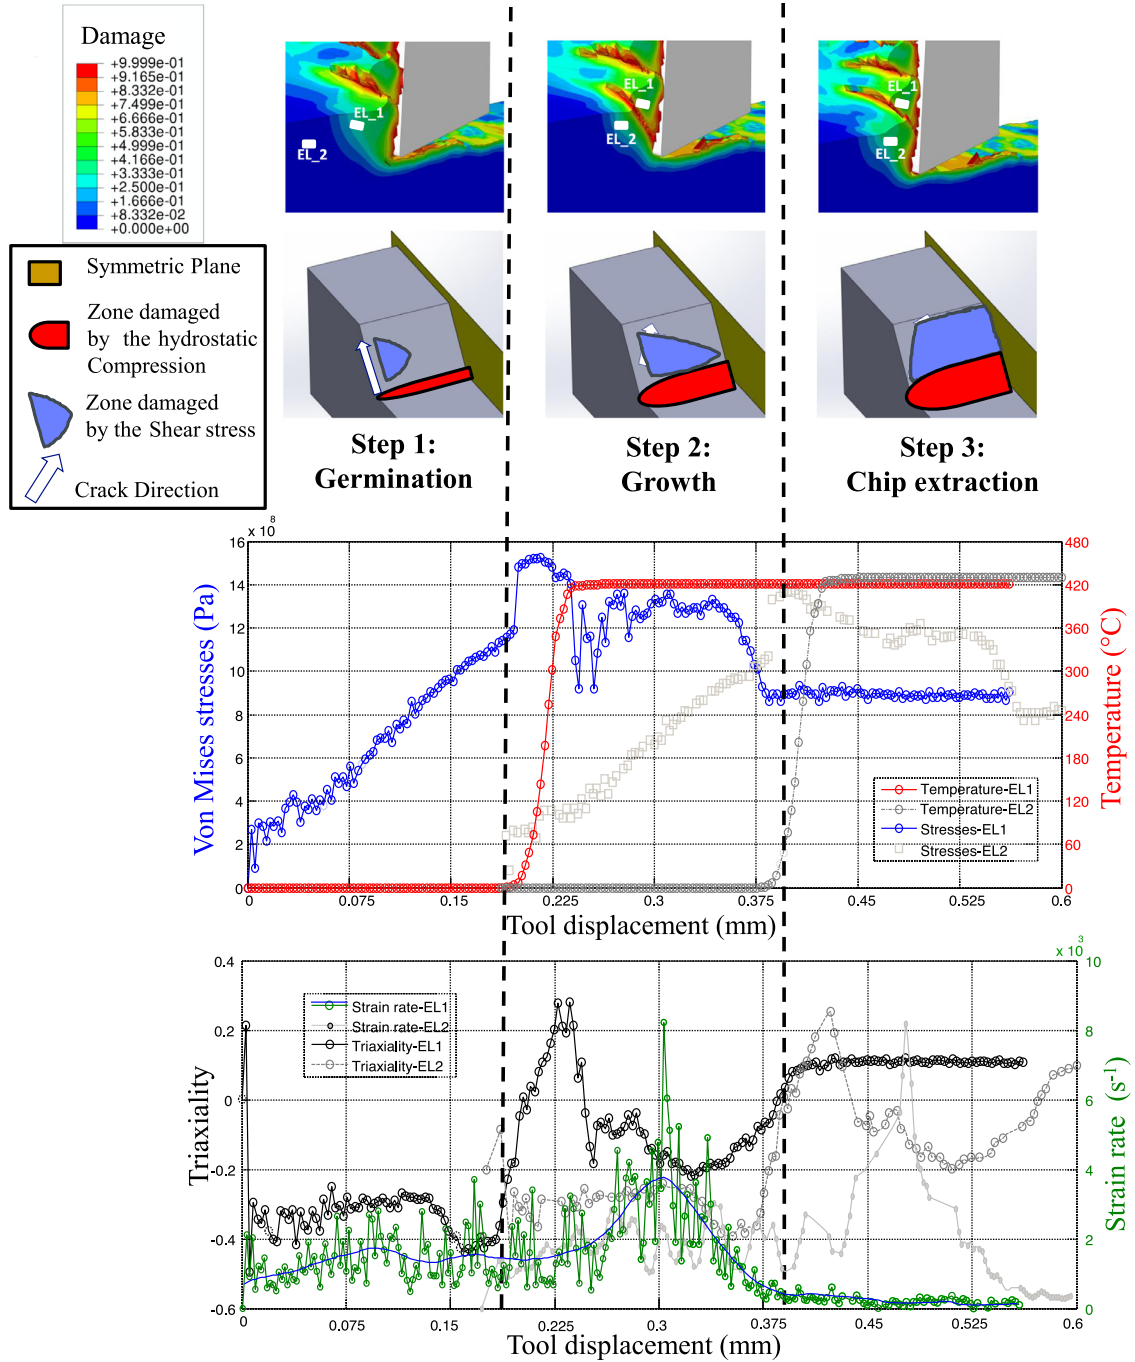 Damage
+9.999e-01
+9.165e-01
+8.332e-01
+7.499e-01
+6.666e-01
+5.833e-01
+4.999e-01
+4.166e-01
+3.333e-01
+2.500e-01
+1.666e-01
+8.332e-02
+0.000e+00
EL_1
EL_2
EL_1
EL_2
EL_1
EL_2
Symmetric Plane
Zone damaged
by the hydrostatic
Compression
Zone damaged
by the Shear stress
Crack Direction
Step 1:
Germination
Step 2:
Growth
Step 3:
Chip extraction
x 10 8
16
14
12
10
8
6
4
2
0
Von Mises stresses (Pa)
480
420
360
300
240
180
120
60
0
Temperature (°C)
Temperature-EL1
Temperature-EL2
Stresses-EL1
Stresses-EL2
0 0.075 0.15 0.225 0.3 0.375 0.45 0.525 0.6
Tool displacement (mm)
x 10 3
0.4
0.2
0
-0.2
-0.4
-0.6
Triaxiality
10
8
6
4
2
0
Strain rate (s-1)
Strain rate-EL1
Strain rate-EL2
Triaxiality-EL1
Triaxiality-EL2
0 0.075 0.15 0.225 0.3 0.375 0.45 0.525 0.6
Tool displacement (mm)